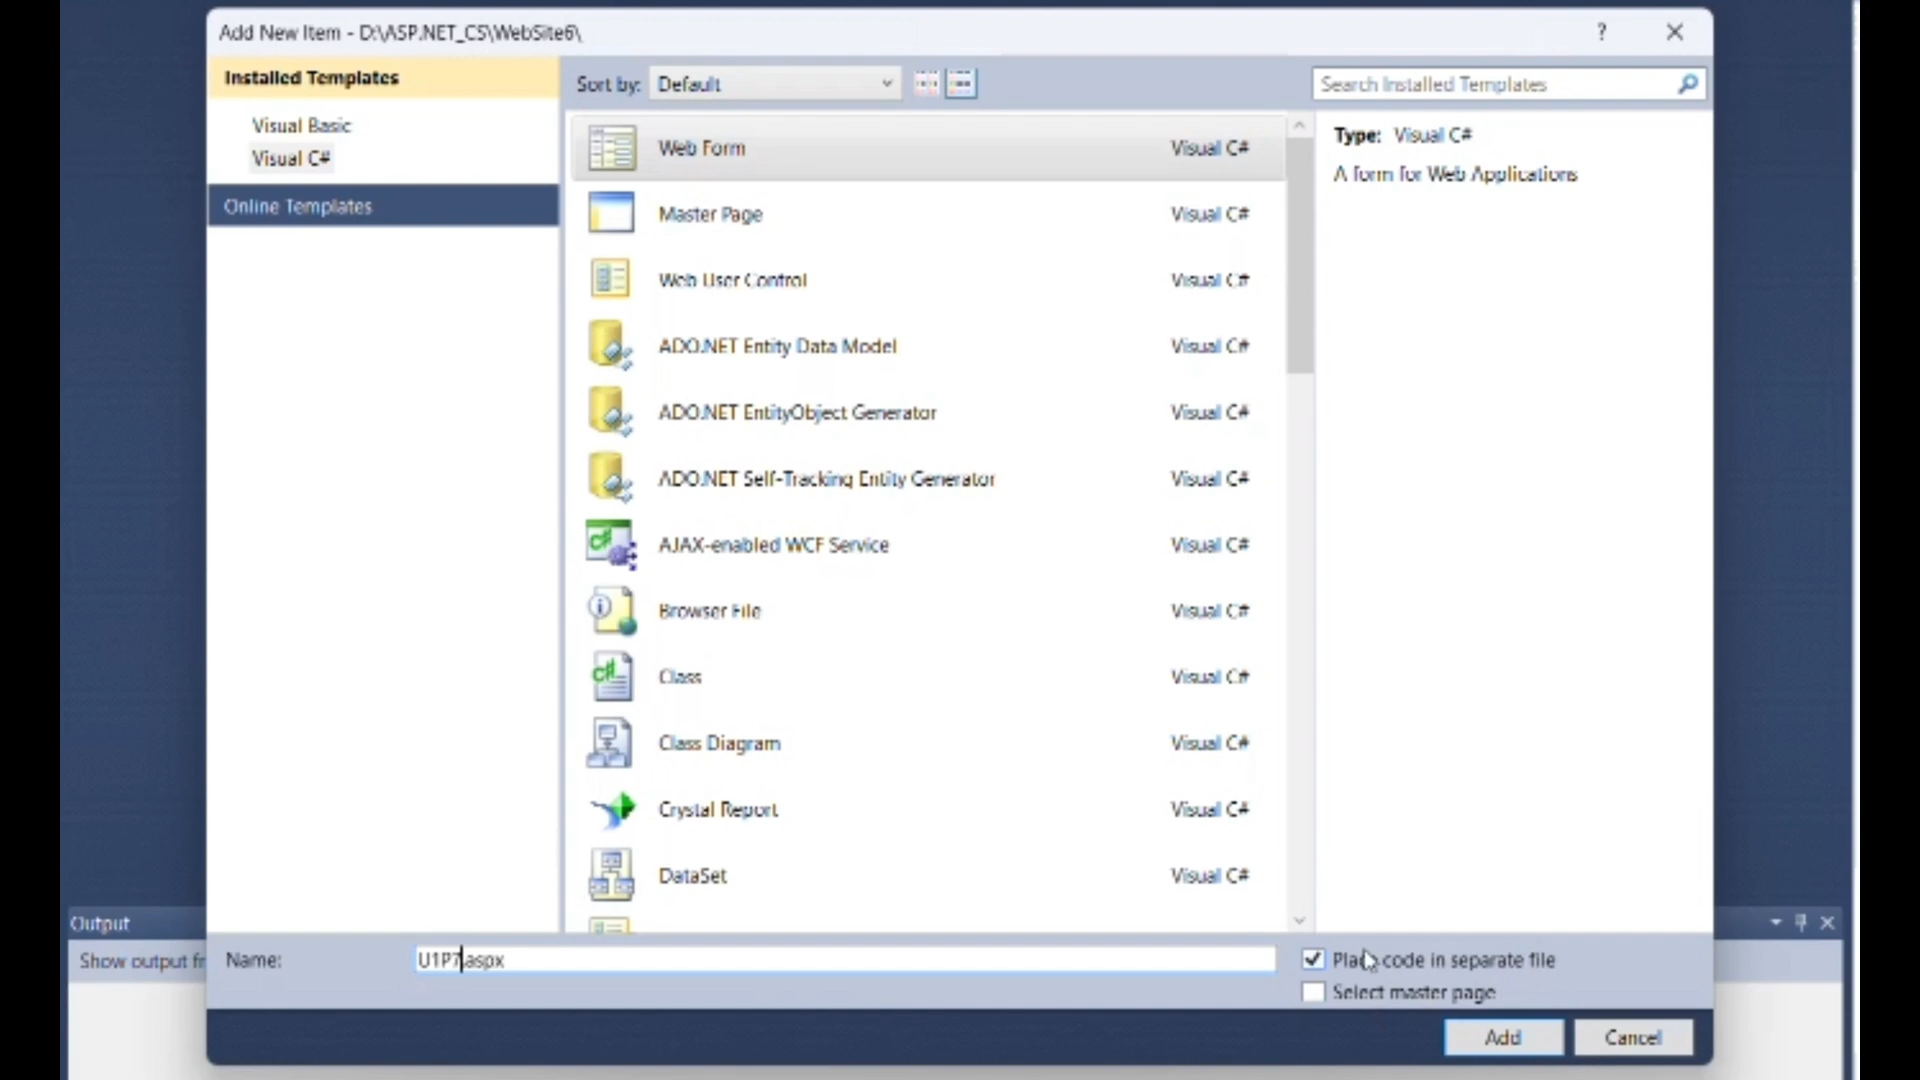 Add New Item - D:\ASP.NET_CS\WebSite6\
?
Installed Templates
Visual Basic
Visual C#
Online Templates
Sort by: Default
Search Installed Templates
Web Form Visual C#
Master Page Visual C#
Web User Control Visual C#
ADO.NET Entity Data Model Visual C#
ADO.NET EntityObject Generator Visual C#
ADO.NET Self-Tracking Entity Generator Visual C#
AJAX-enabled WCF Service Visual C#
Browser File Visual C#
Class Visual C#
Class Diagram Visual C#
Crystal Report Visual C#
DataSet Visual C#
Type: Visual C#
A form for Web Applications
Output
Show output fr
Name: U1P7.aspx
Place code in separate file
Select master page
Add Cancel